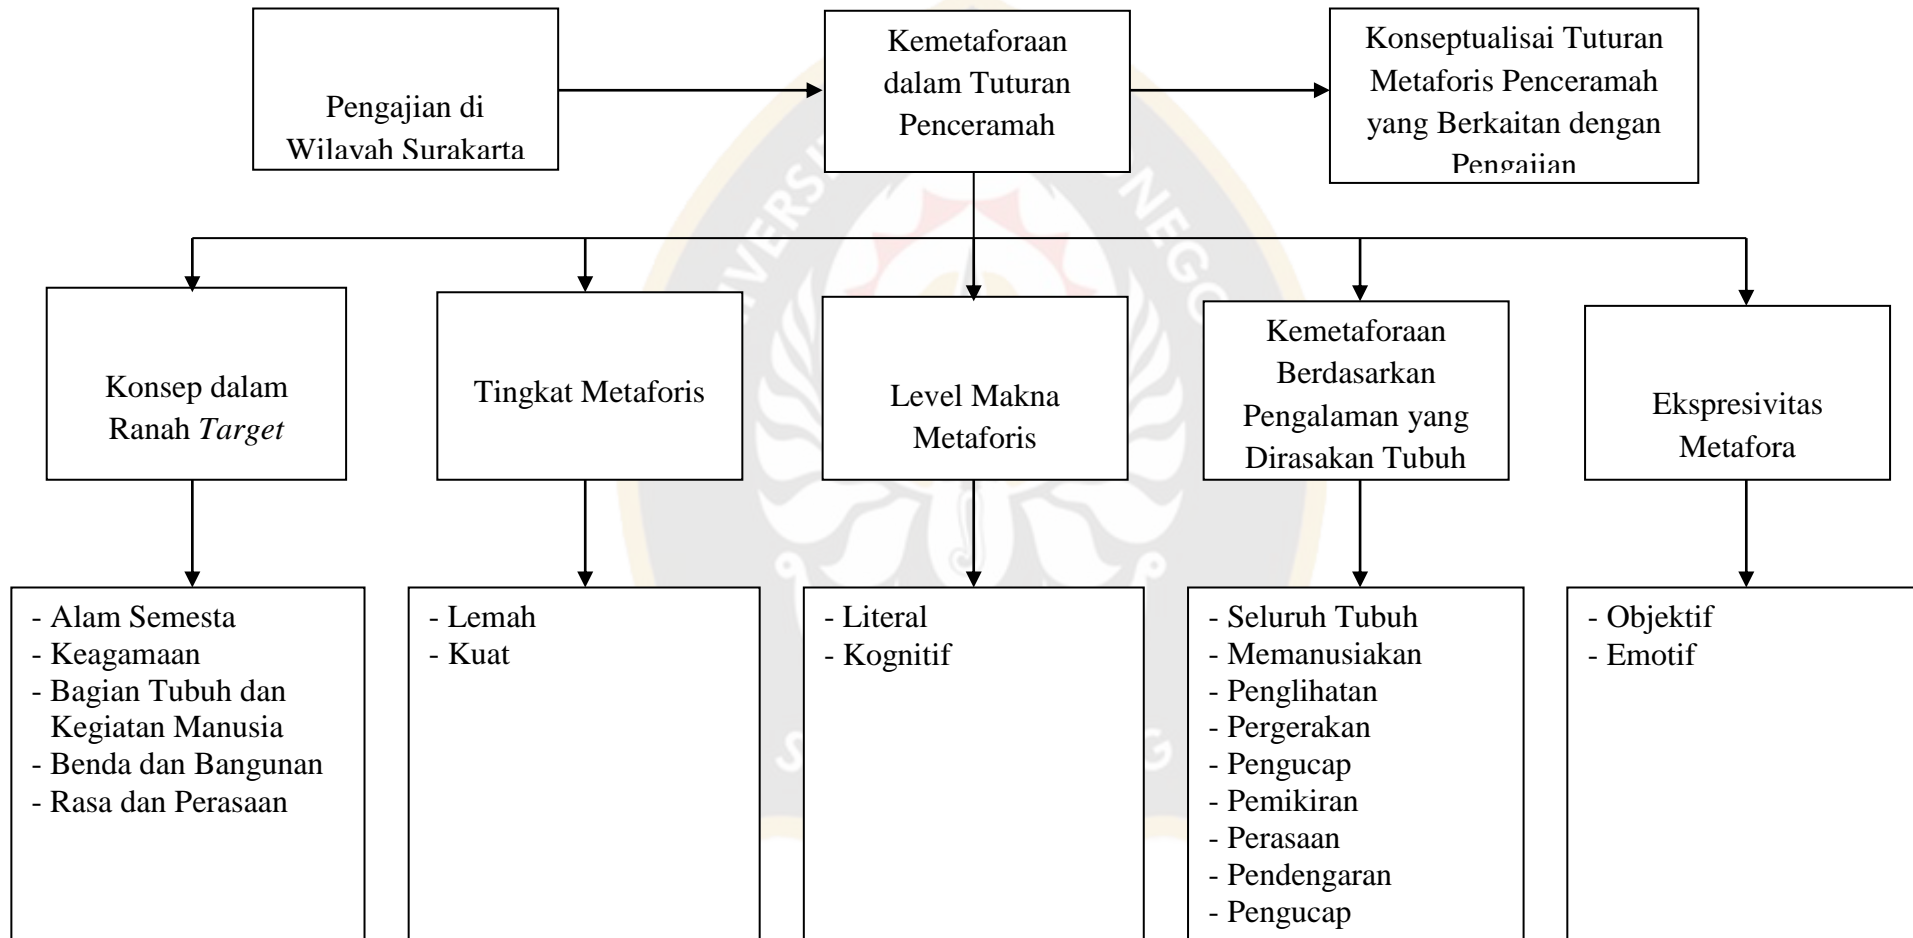 Pengajian di
Wilayah Surakarta
Kemetaforaan
dalam Tuturan
Penceramah
Konseptualisai Tuturan
Metaforis Penceramah
yang Berkaitan dengan
Pengajian
Konsep dalam
Ranah Target
Tingkat Metaforis
Level Makna
Metaforis
Kemetaforaan
Berdasarkan
Pengalaman yang
Dirasakan Tubuh
Ekspresivitas
Metafora
- Alam Semesta
- Keagamaan
- Bagian Tubuh dan
Kegiatan Manusia
- Benda dan Bangunan
- Rasa dan Perasaan
- Lemah
- Kuat
- Literal
- Kognitif
- Seluruh Tubuh
- Memanusiakan
- Penglihatan
- Pergerakan
- Pengucap
- Pemikiran
- Perasaan
- Pendengaran
- Pengucap
- Objektif
- Emotif